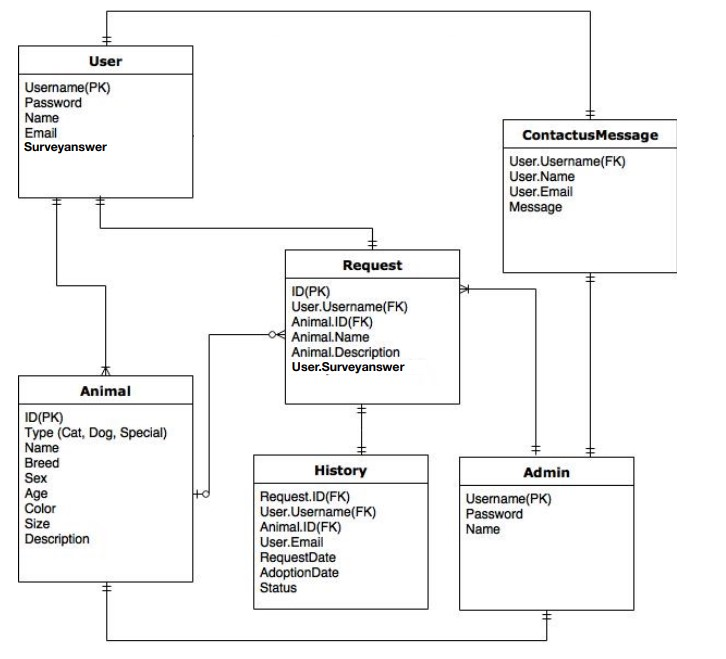 User
Username(PK)
Password
Name
Email
Surveyanswer
ContactusMessage
User.Username(FK)
User.Name
User.Email
Message
Request
ID(PK)
User.Username(FK)
Animal.ID(FK)
Animal.Name
Animal.Description
User.Surveyanswer
Animal
ID(PK)
Type (Cat, Dog, Special)
Name
Breed
Sex
Age
Color
Size
Description
History
Request.ID(FK)
User.Username(FK)
Animal.ID(FK)
User.Email
RequestDate
AdoptionDate
Status
Admin
Username(PK)
Password
Name